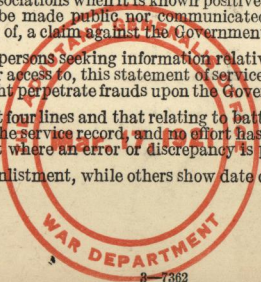 sociations when it is known positive
be made public nor communicated
of, a claim against the Government
persons seeking information relativ
r access to, this statement of service
t perpetrate frauds upon the Gover
t four lines and that relating to batt
the service record, and no effort has
t where an error or discrepancy is p
nlistment, while others show date o
WAR DEPARTMENT
3—7362